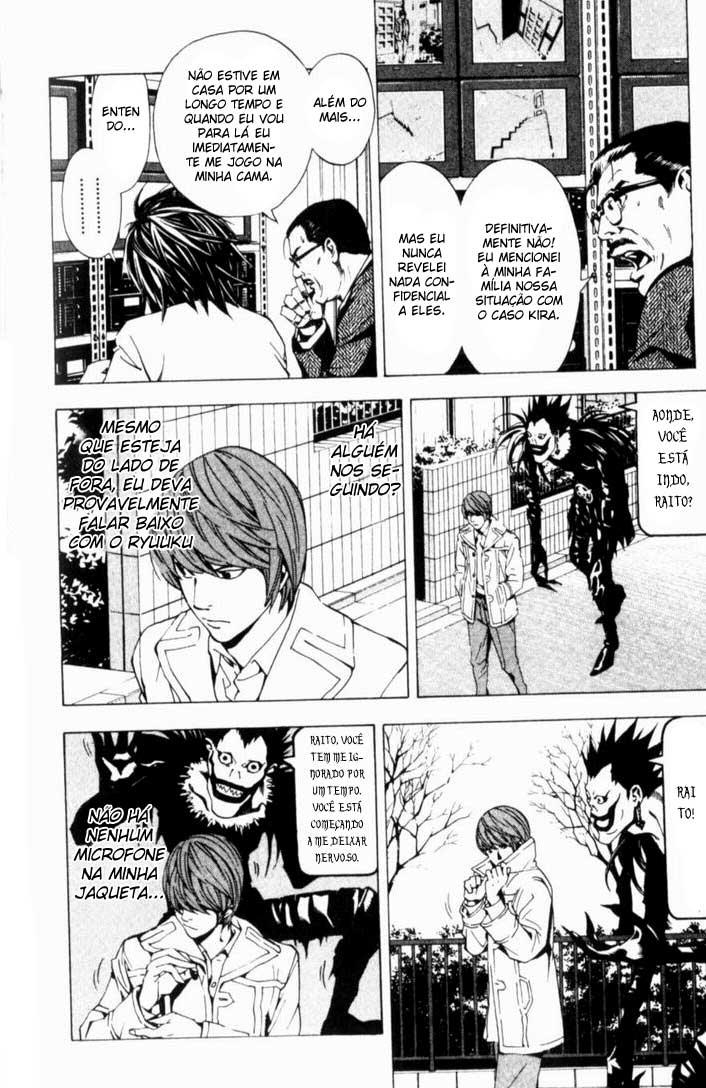 DEFINITIVA-
MENTE NÃO!
EU MENCIONEI
À MINHA FA-
MÍLIA NOSSA
SITUAÇÃO COM
O CASO KIRA.
MAS EU
NUNCA
REVELEI
NADA CON-
FIDENCIAL
A ELES.
ALÉM DO
MAIS...
NÃO ESTIVE EM
CASA POR UM
LONGO TEMPO E
QUANDO EU VOU
PARA LÁ EU
IMEDIATAMEN-
TE ME JOGO NA
MINHA CAMA.
ENTEN
DO...
AONDE,
VOCÊ
ESTÁ
INDO,
RAITO?
HÁ
ALGUÉM
NOS SE-
GUINDO?
MESMO
QUE ESTEJA
DO LADO DE
FORA, EU DEVA
PROVAVELMENTE
FALAR BAIXO
COM O RYUUKU
RAI
TO!
RAITO, VOCÊ
TEM ME IG-
NORADO POR
UM TEMPO.
VOCÊ ESTÁ
COMEÇANDO
A ME DEIXAR
NERVOSO.
NÃO HÁ
NENHUM
MICROFONE
NA MINHA
JAQUETA...